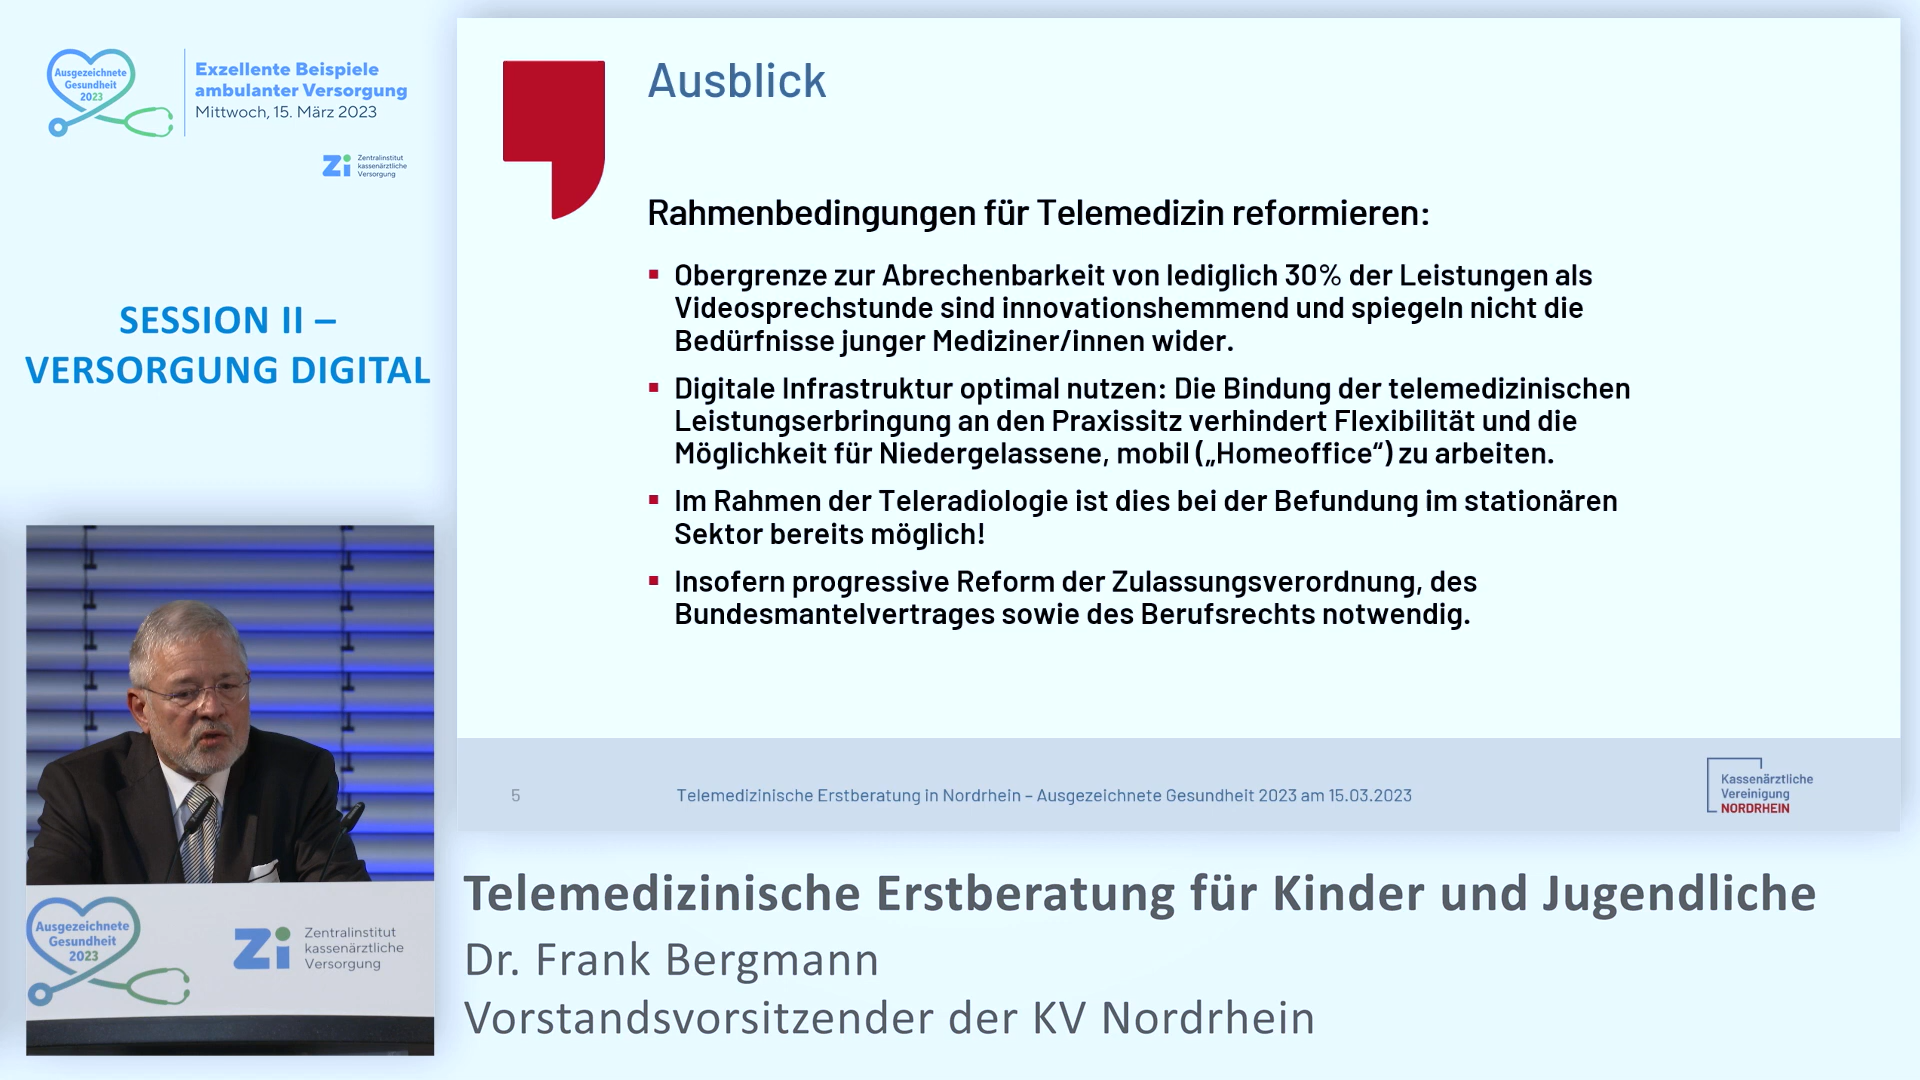 Ausgezeichnete
Gesundheit
2023
Exzellente Beispiele
ambulanter Versorgung
Mittwoch, 15. März 2023
Zi
Zentralinstitut
kassenärztliche
Versorgung
SESSION II –
VERSORGUNG DIGITAL
Ausblick
Rahmenbedingungen für Telemedizin reformieren:
Obergrenze zur Abrechenbarkeit von lediglich 30% der Leistungen als
Videosprechstunde sind innovationshemmend und spiegeln nicht die
Bedürfnisse junger Mediziner/innen wider.
Digitale Infrastruktur optimal nutzen: Die Bindung der telemedizinischen
Leistungserbringung an den Praxissitz verhindert Flexibilität und die
Möglichkeit für Niedergelassene, mobil („Homeoffice“) zu arbeiten.
Im Rahmen der Teleradiologie ist dies bei der Befundung im stationären
Sektor bereits möglich!
Insofern progressive Reform der Zulassungsverordnung, des
Bundesmantelvertrages sowie des Berufsrechts notwendig.
5
Telemedizinische Erstberatung in Nordrhein – Ausgezeichnete Gesundheit 2023 am 15.03.2023
Kassenärztliche
Vereinigung
NORDRHEIN
Ausgezeichnete
Gesundheit
2023
Zi
Zentralinstitut
kassenärztliche
Versorgung
Telemedizinische Erstberatung für Kinder und Jugendliche
Dr. Frank Bergmann
Vorstandsvorsitzender der KV Nordrhein